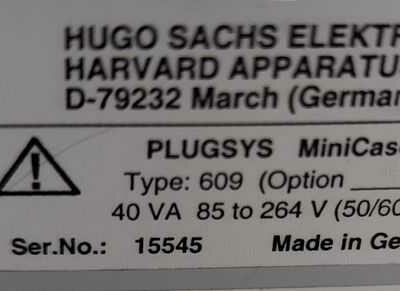 HUGO SACHS ELEKTR
HARVARD APPARATU
D-79232 March (German
PLUGSYS MiniCas
Type: 609 (Option ___
40 VA 85 to 264 V (50/60
Ser.No.: 15545 Made in Ge